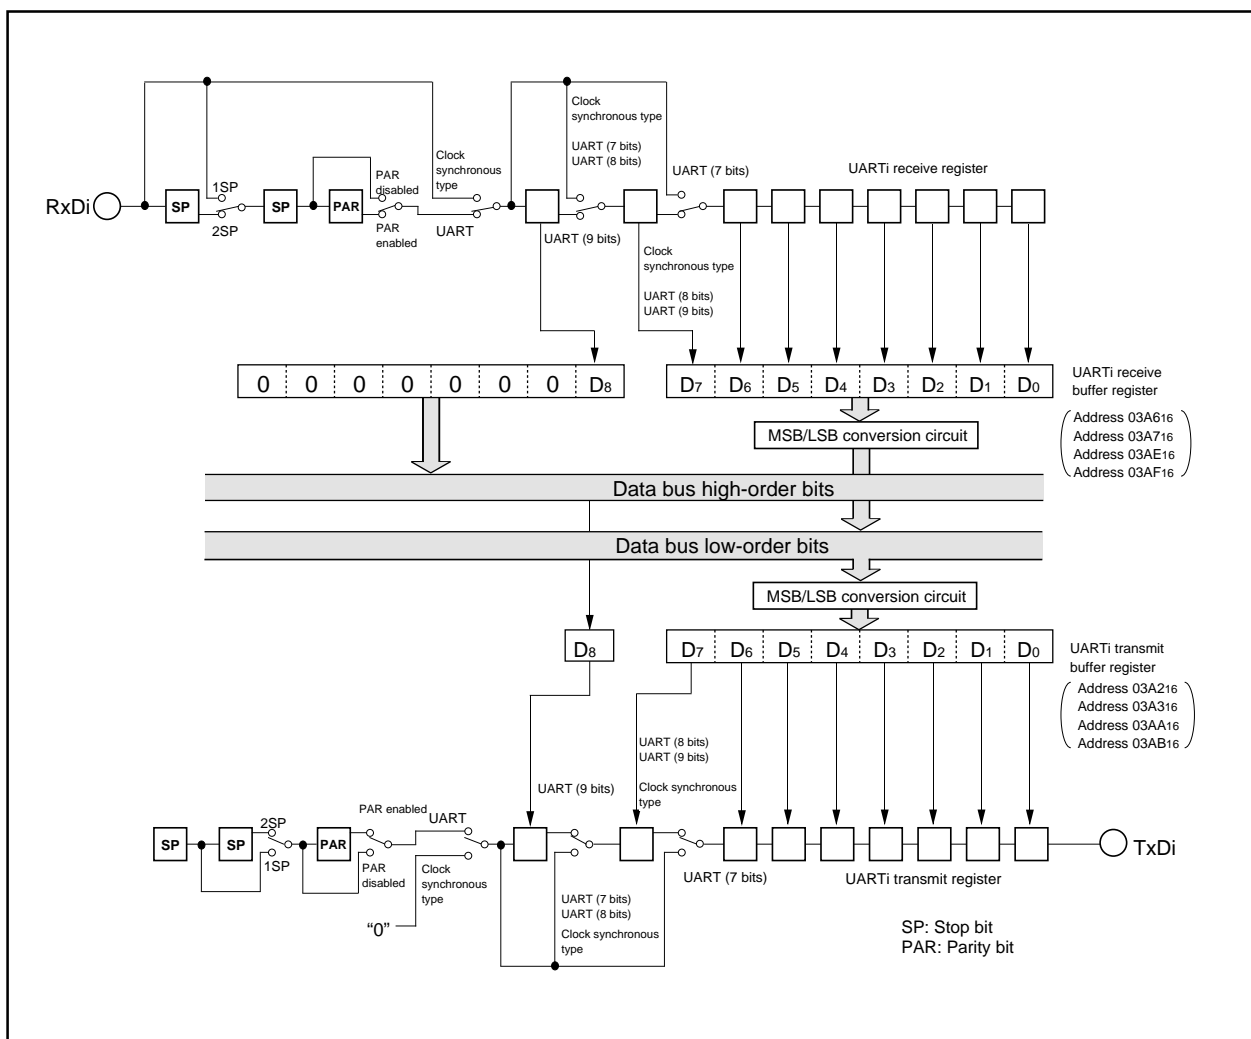 Clock
synchronous type
UART (7 bits)
UART (8 bits)
Clock
synchronous
type
PAR
disabled
UART (7 bits)
UARTi receive register
1SP
RxDi
SP
SP
PAR
2SP
PAR
enabled
UART
UART (9 bits)
Clock
synchronous type
UART (8 bits)
UART (9 bits)
0 0 0 0 0 0 0 D8
D7 D6 D5 D4 D3 D2 D1 D0
UARTi receive
buffer register
Address 03A616
Address 03A716
Address 03AE16
Address 03AF16
MSB/LSB conversion circuit
Data bus high-order bits
Data bus low-order bits
MSB/LSB conversion circuit
D8
D7 D6 D5 D4 D3 D2 D1 D0
UARTi transmit
buffer register
Address 03A216
Address 03A316
Address 03AA16
Address 03AB16
UART (8 bits)
UART (9 bits)
Clock synchronous
type
UART (9 bits)
PAR enabled
UART
2SP
SP
SP
PAR
1SP
PAR
disabled
Clock
synchronous
type
"0"
TxDi
UART (7 bits)
UARTi transmit register
UART (7 bits)
UART (8 bits)
Clock synchronous
type
SP: Stop bit
PAR: Parity bit